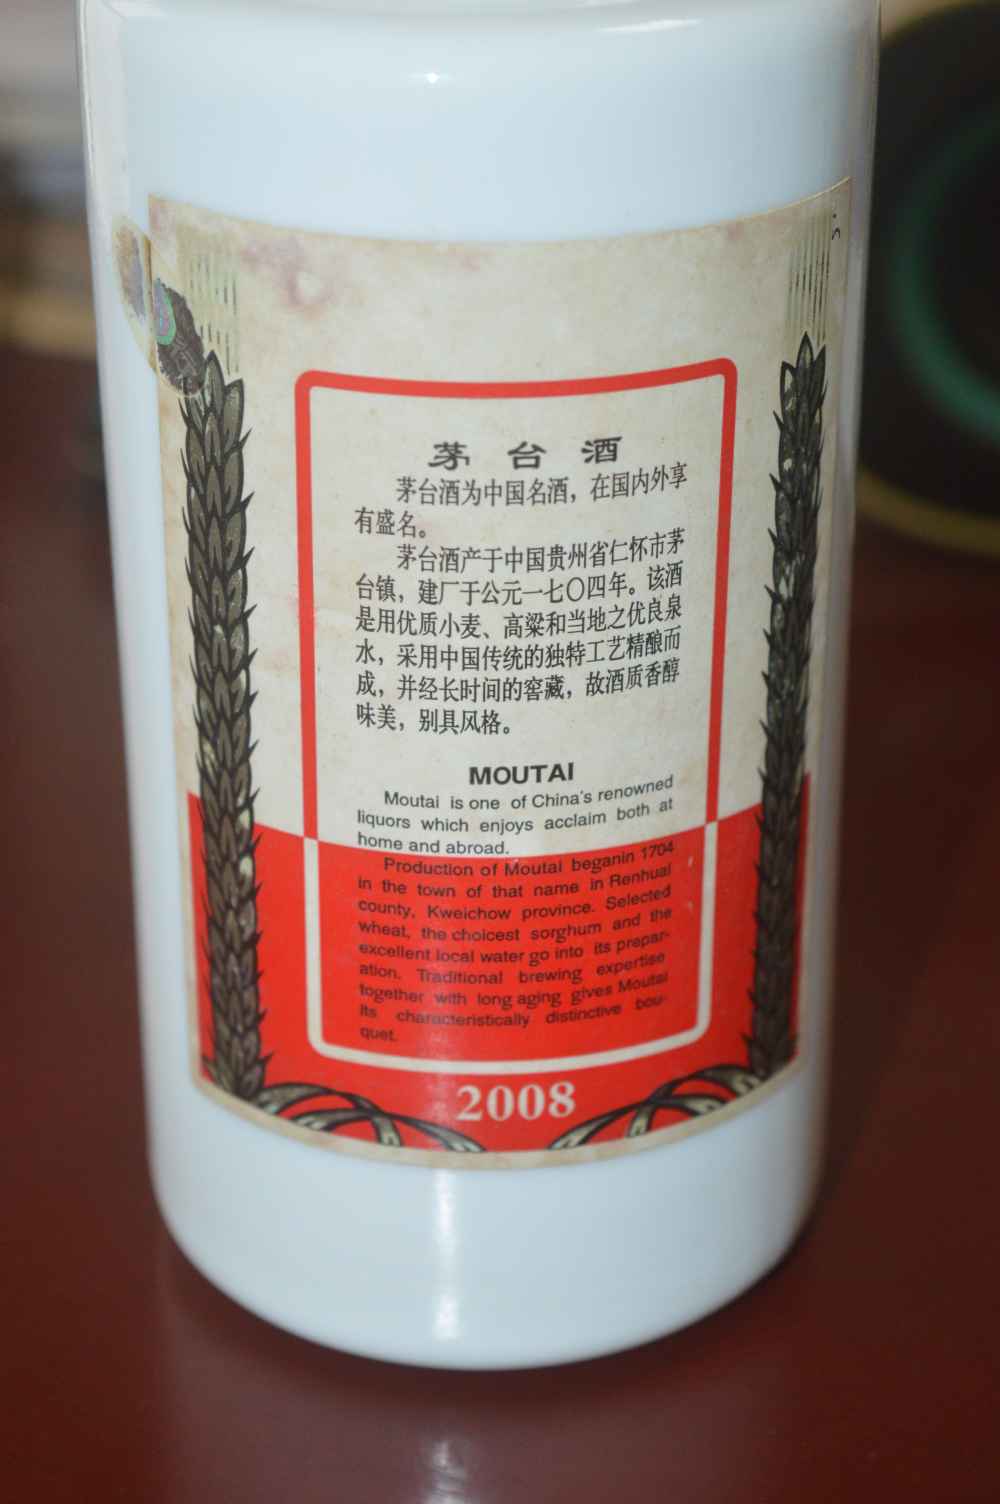 茅台酒
茅台酒为中国名酒，在国内外享
有盛名。
茅台酒产于中国贵州省仁怀市茅
台镇，建厂于公元一七〇四年。该酒
是用优质小麦、高粱和当地之优良泉
水，采用中国传统的独特工艺精酿而
成，并经长时间的窖藏，故酒质香醇
味美，别具风格。
MOUTAI
Moutai is one of China's renowned
liquors which enjoys acclaim both at
home and abroad.
Production of Moutai beganin 1704
in the town of that name in Renhuai
county, Kweichow province. Selected
wheat, the choicest sorghum and the
excellent local water go into its prepar-
ation. Traditional brewing expertise
together with long aging gives Moutai
its characteristically distinctive bou-
quet.
2008